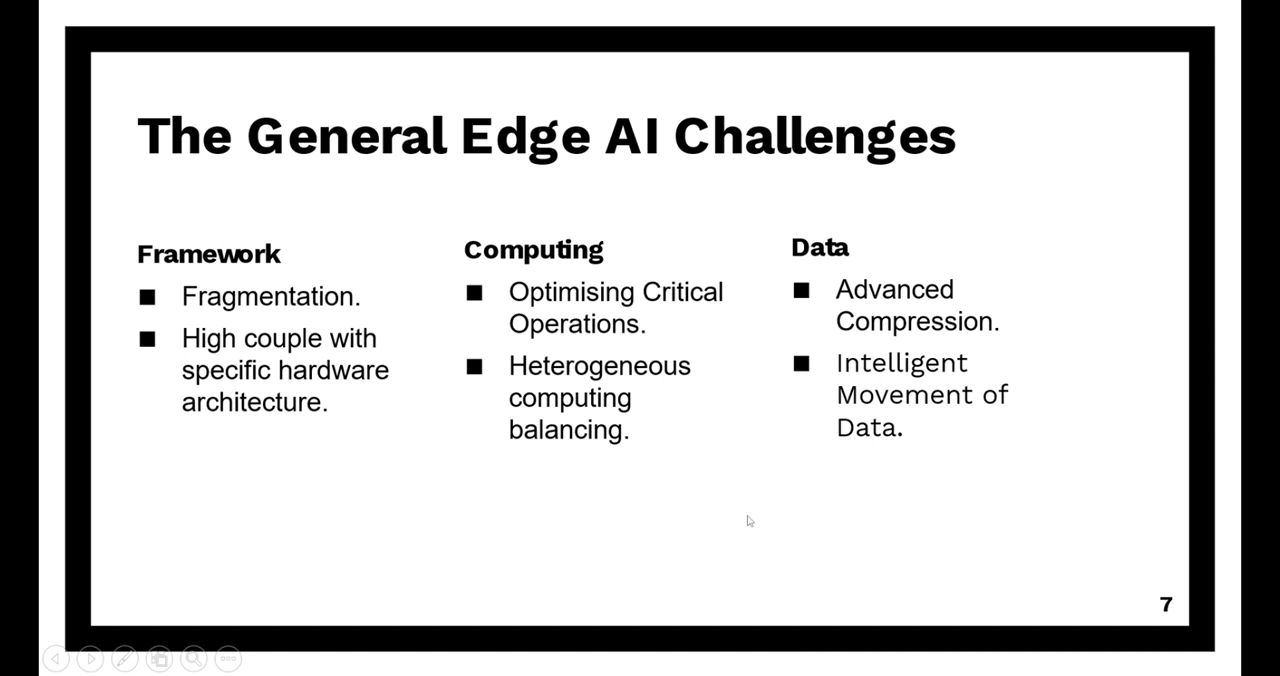 The General Edge AI Challenges
Framework
Fragmentation.
High couple with
specific hardware
architecture.
Computing
Optimising Critical
Operations.
Heterogeneous
computing
balancing.
Data
Advanced
Compression.
Intelligent
Movement of
Data.
7